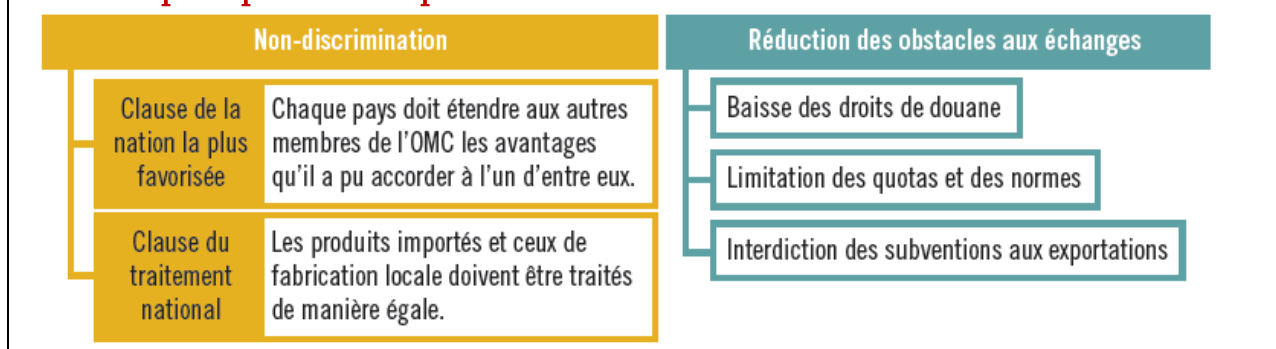 Non-discrimination
Clause de la
nation la plus
favorisée
Chaque pays doit étendre aux autres
membres de l'OMC les avantages
qu'il a pu accorder à l'un d'entre eux.
Clause du
traitement
national
Les produits importés et ceux de
fabrication locale doivent être traités
de manière égale.
Réduction des obstacles aux échanges
Baisse des droits de douane
Limitation des quotas et des normes
Interdiction des subventions aux exportations